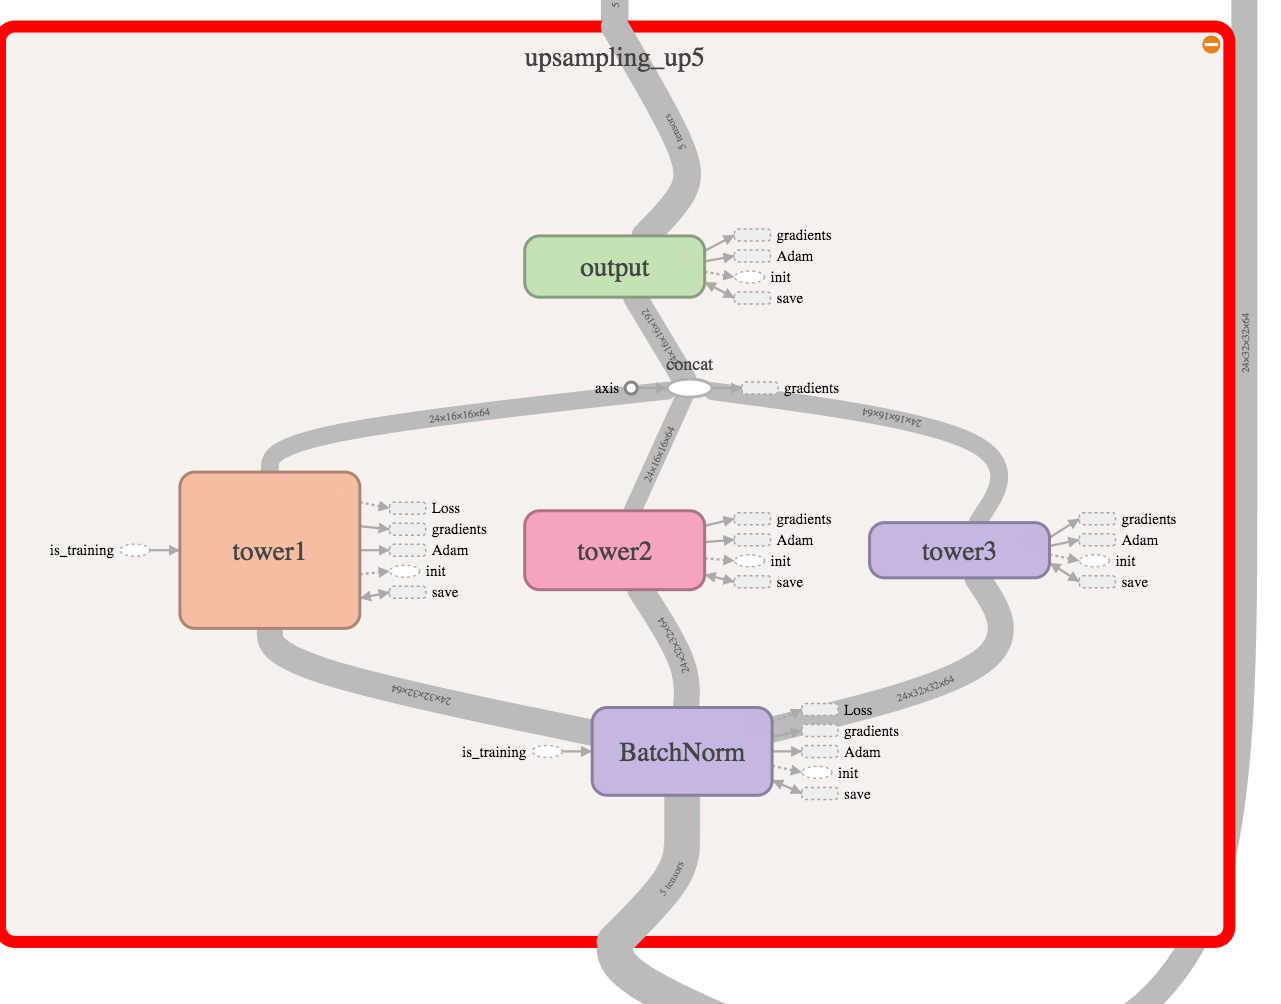 5
upsampling_up5
5 tensors
output
gradients
Adam
init
save
24×16×16×192
concat
axis
gradients
24×16×16×64
24×16×16×64
24×16×16×64
24×32×32×64
is_training
tower1
Loss
gradients
Adam
init
save
tower2
gradients
Adam
init
save
tower3
gradients
Adam
init
save
24×32×32×64
24×32×32×64
24×32×32×64
is_training
BatchNorm
Loss
gradients
Adam
init
save
5 tensors